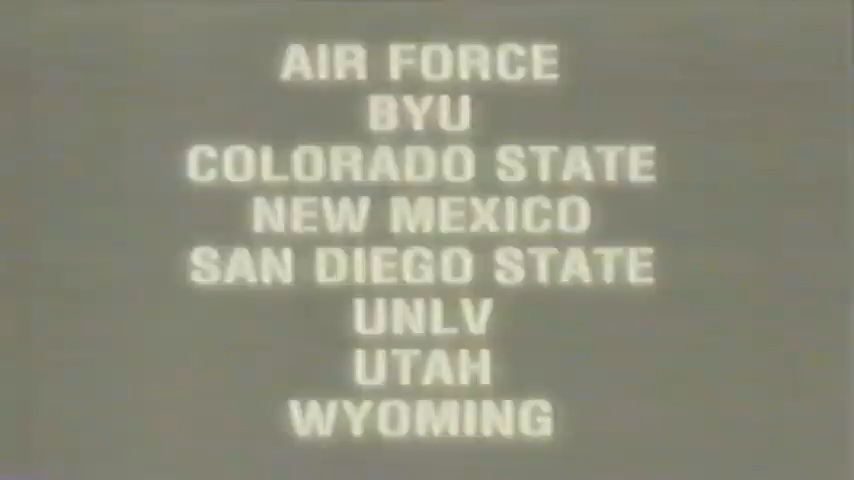 AIR FORCE
BYU
COLORADO STATE
NEW MEXICO
SAN DIEGO STATE
UNLV
UTAH
WYOMING